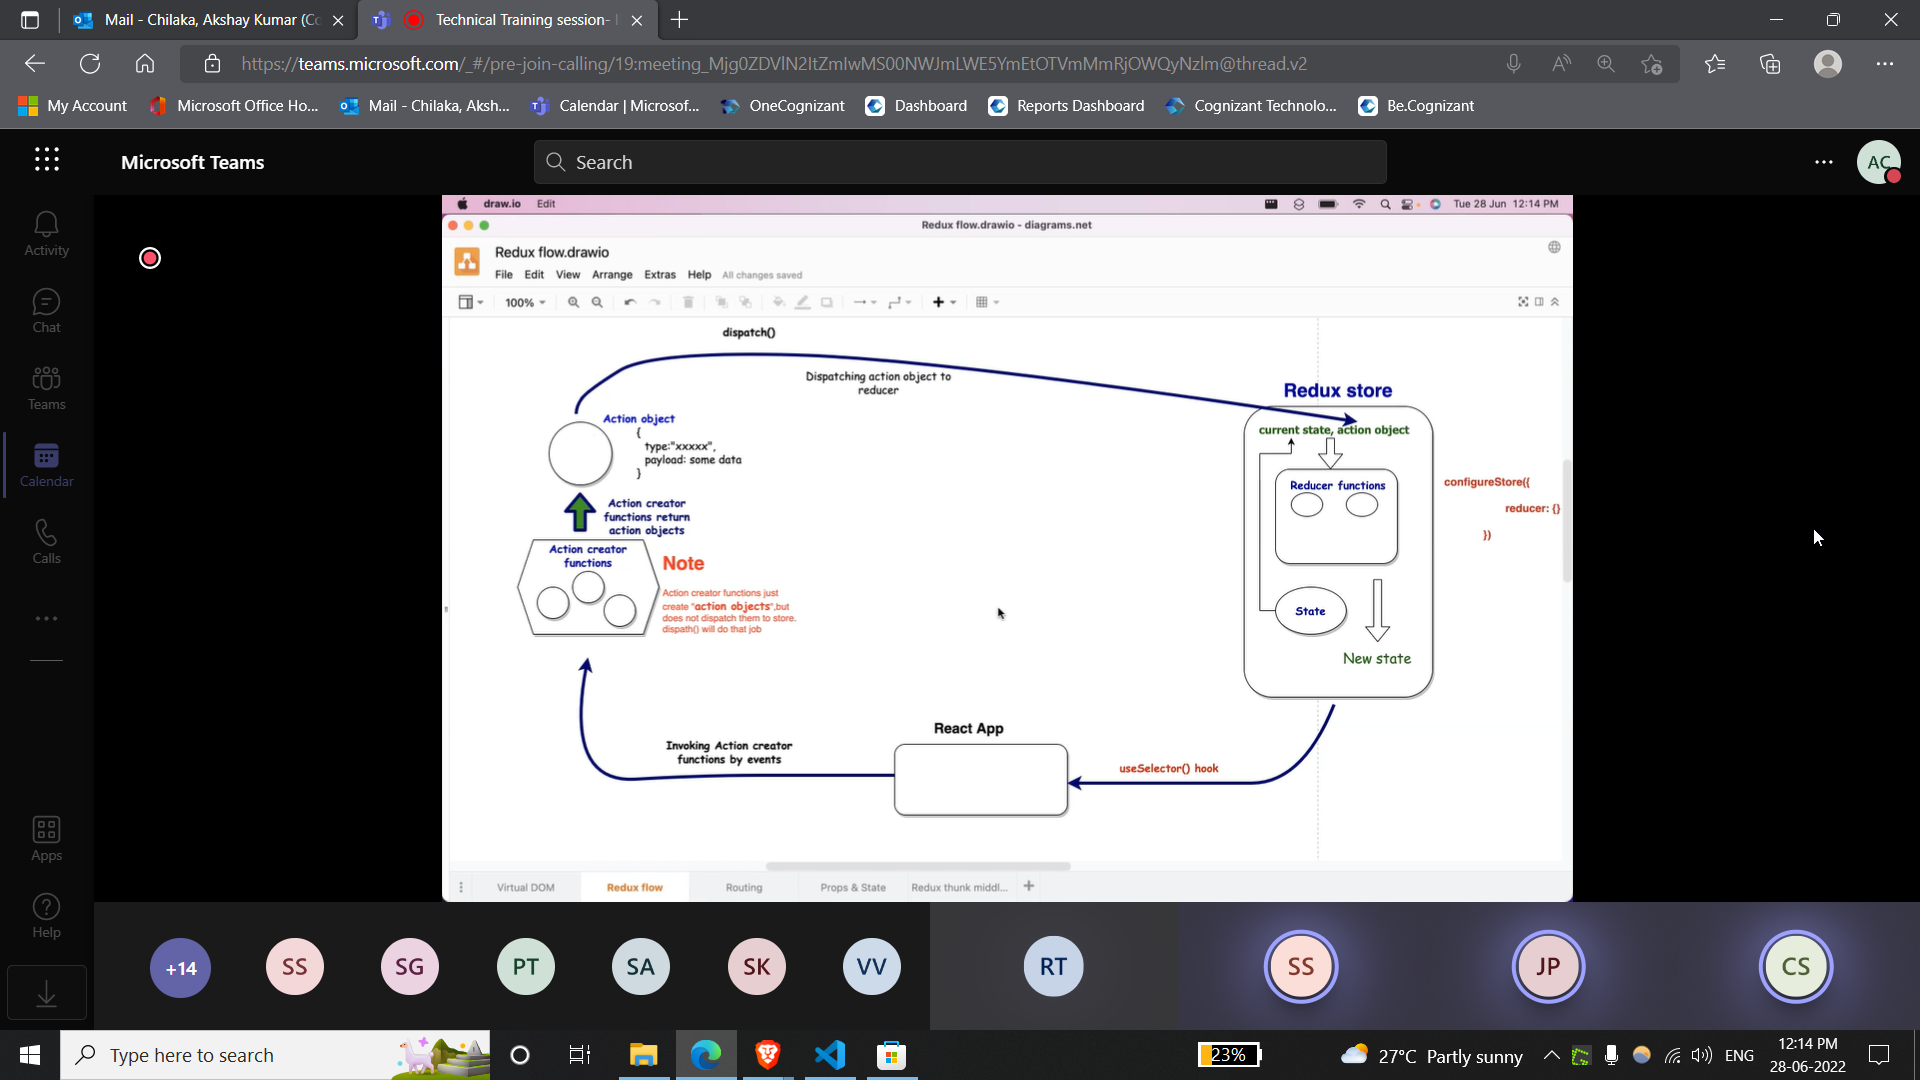 Mail - Chilaka, Akshay Kumar (Co
Technical Training session-
https://teams.microsoft.com/_#/pre-join-calling/19:meeting_Mjg0ZDVlN2ItZmIwMS00NWJmLWE5YmEtOTVmMmRjOWQyNzlm@thread.v2
My Account
Microsoft Office Ho...
Mail - Chilaka, Aksh...
Calendar | Microsof...
OneCognizant
Dashboard
Reports Dashboard
Cognizant Technolo...
Be.Cognizant
Microsoft Teams
Search
AC
Activity
Chat
Teams
Calendar
Calls
Apps
Help
draw.io Edit
Tue 28 Jun 12:14 PM
Redux flow.drawio - diagrams.net
Redux flow.drawio
File Edit View Arrange Extras Help All changes saved
100%
dispatch()
Dispatching action object to
reducer
Action object
{
type:"xxxxx",
payload: some data
}
Action creator
functions return
action objects
Action creator
functions
Note
Action creator functions just
create "action objects",but
does not dispatch them to store.
dispath() will do that job
Redux store
current state, action object
Reducer functions
State
New state
configureStore({
reducer: {}
})
React App
Invoking Action creator
functions by events
useSelector() hook
Virtual DOM
Redux flow
Routing
Props & State
Redux thunk middl...
+14
SS
SG
PT
SA
SK
VV
RT
SS
JP
CS
Type here to search
23%
27°C Partly sunny
ENG
12:14 PM
28-06-2022